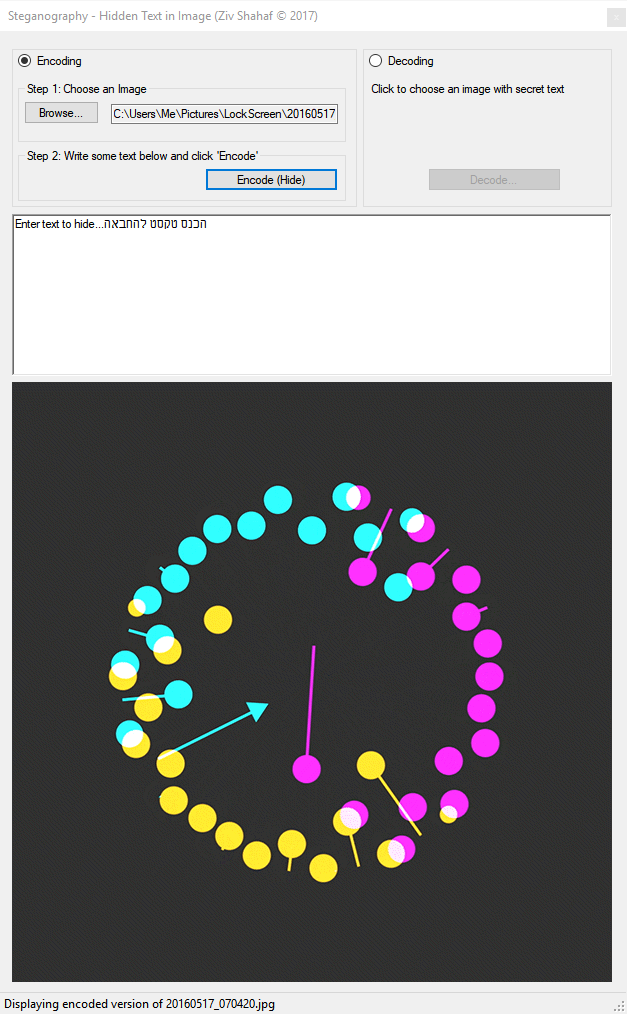 Steganography - Hidden Text in Image (Ziv Shahaf © 2017)
Encoding
Step 1: Choose an Image
Browse...
C:\Users\Me\Pictures\LockScreen\20160517
Step 2: Write some text below and click 'Encode'
Encode (Hide)
Decoding
Click to choose an image with secret text
Decode...
Enter text to hide...הכנס טקסט להחבאה
Displaying encoded version of 20160517_070420.jpg